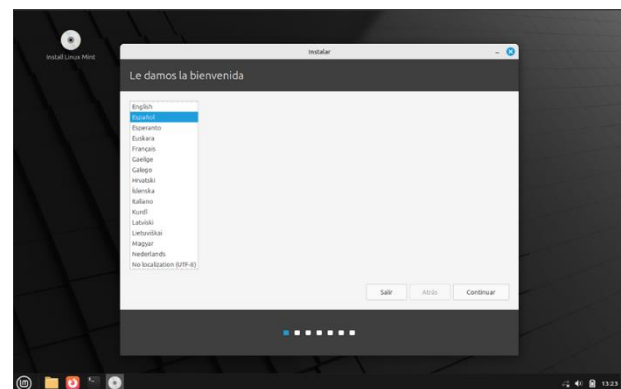 Install Linux Mint
Instalar
Le damos la bienvenida
English
Español
Esperanto
Euskara
Français
Gaeilge
Galego
Hrvatski
Íslenska
Italiano
Kurdî
Latviski
Lietuviškai
Magyar
Nederlands
No localization (UTF-8)
Salir
Atrás
Continuar
13:23